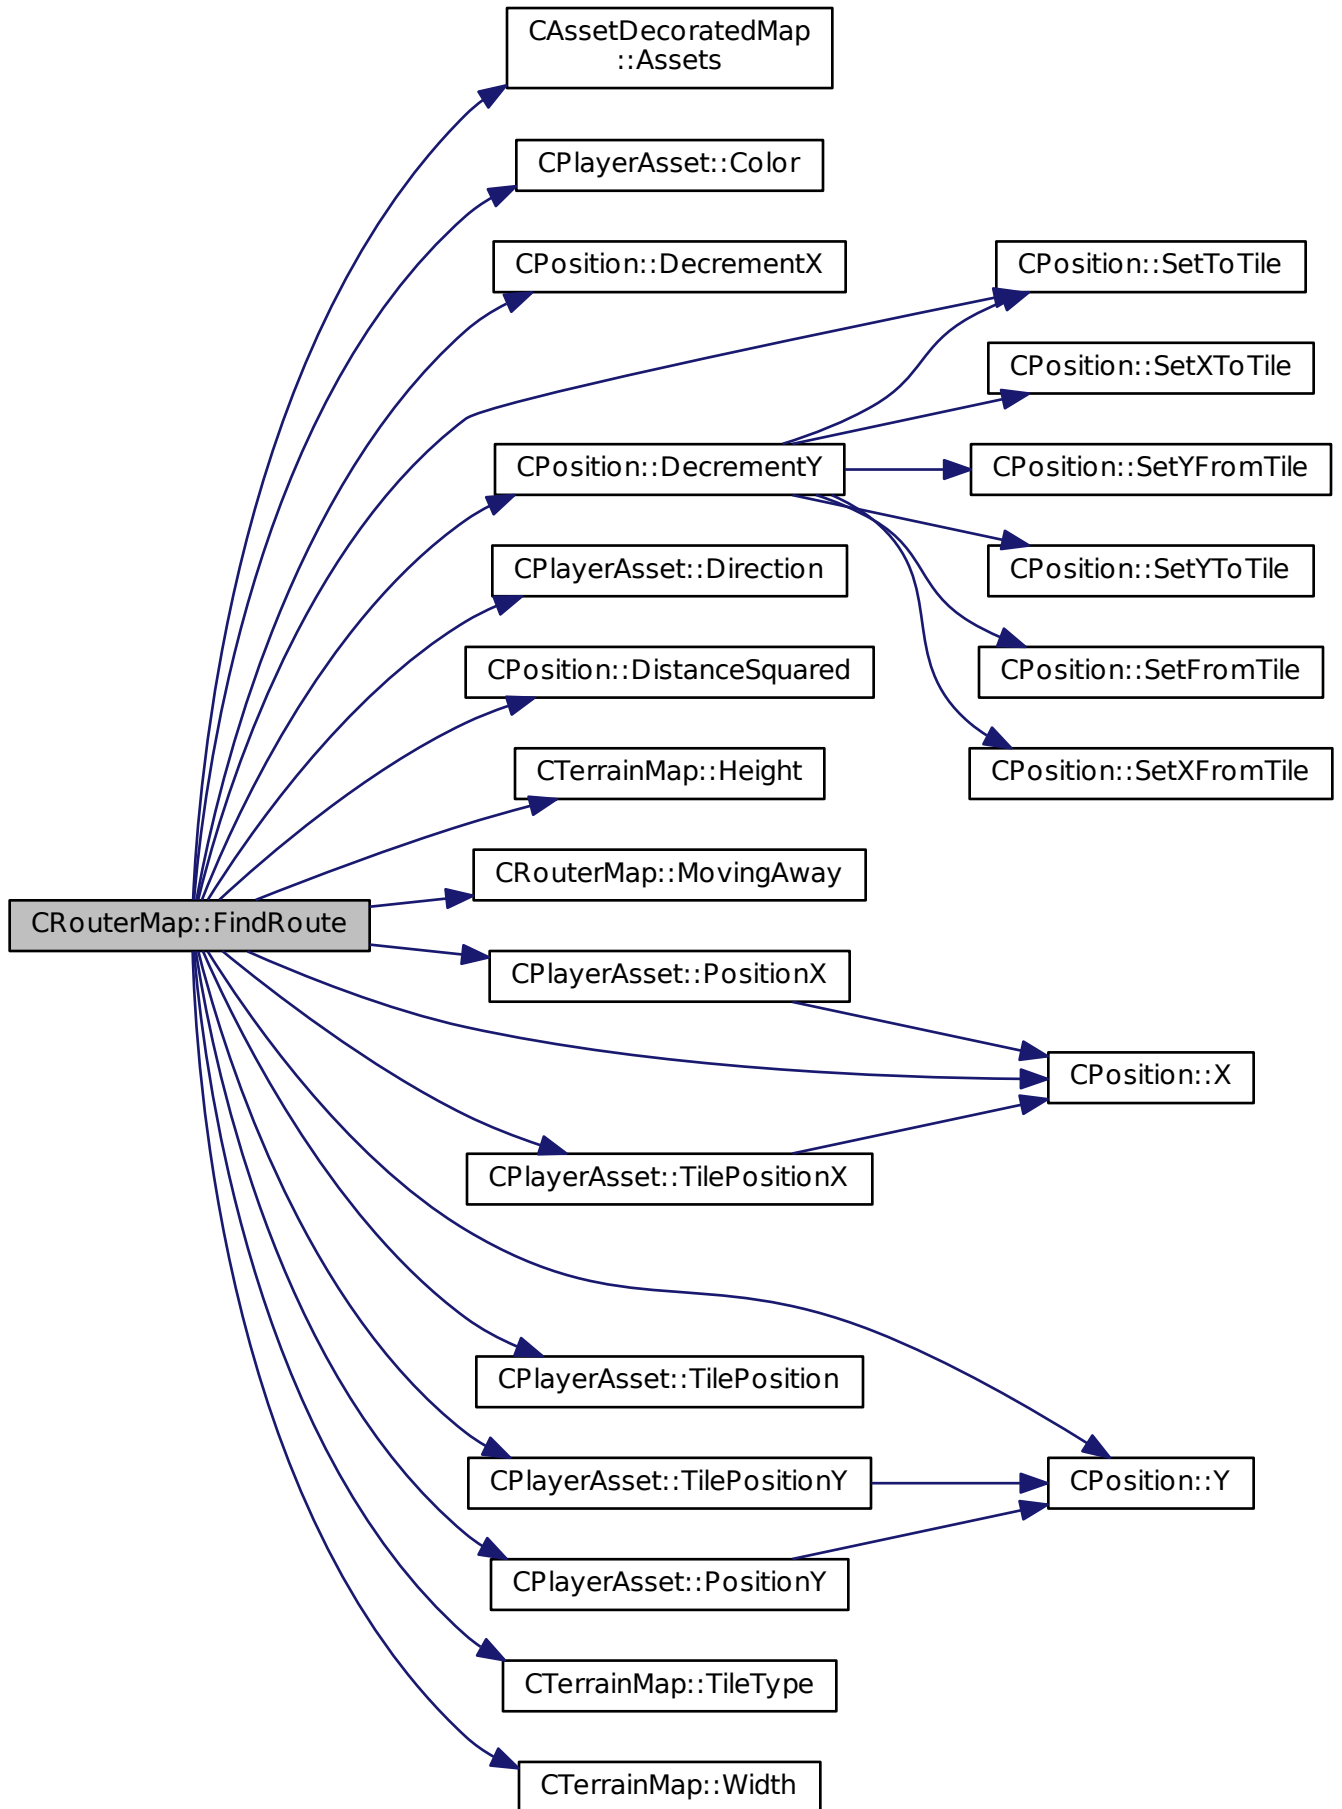 CAssetDecoratedMap
::Assets
CPlayerAsset::Color
CPosition::DecrementX
CPosition::SetToTile
CPosition::SetXToTile
CPosition::DecrementY
CPosition::SetYFromTile
CPlayerAsset::Direction
CPosition::SetYToTile
CPosition::DistanceSquared
CPosition::SetFromTile
CTerrainMap::Height
CPosition::SetXFromTile
CRouterMap::MovingAway
CRouterMap::FindRoute
CPlayerAsset::PositionX
CPosition::X
CPlayerAsset::TilePositionX
CPlayerAsset::TilePosition
CPlayerAsset::TilePositionY
CPosition::Y
CPlayerAsset::PositionY
CTerrainMap::TileType
CTerrainMap::Width